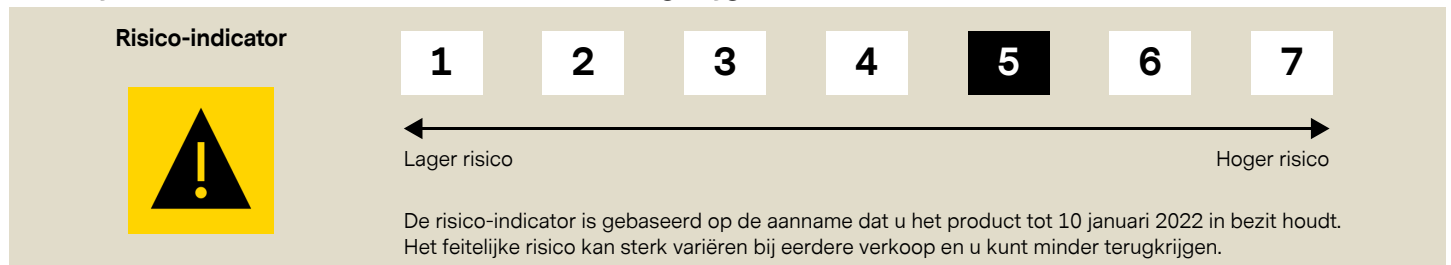 Risico-indicator
1 2 3 4 5 6 7
Lager risico Hoger risico
De risico-indicator is gebaseerd op de aanname dat u het product tot 10 januari 2022 in bezit houdt.
Het feitelijke risico kan sterk variëren bij eerdere verkoop en u kunt minder terugkrijgen.